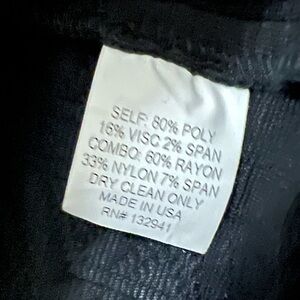 SELF: 80% POLY
16% VISC 2% SPAN
COMBO: 60% RAYON
33% NYLON 7% SPAN
DRY CLEAN ONLY
MADE IN USA
RN# 132941